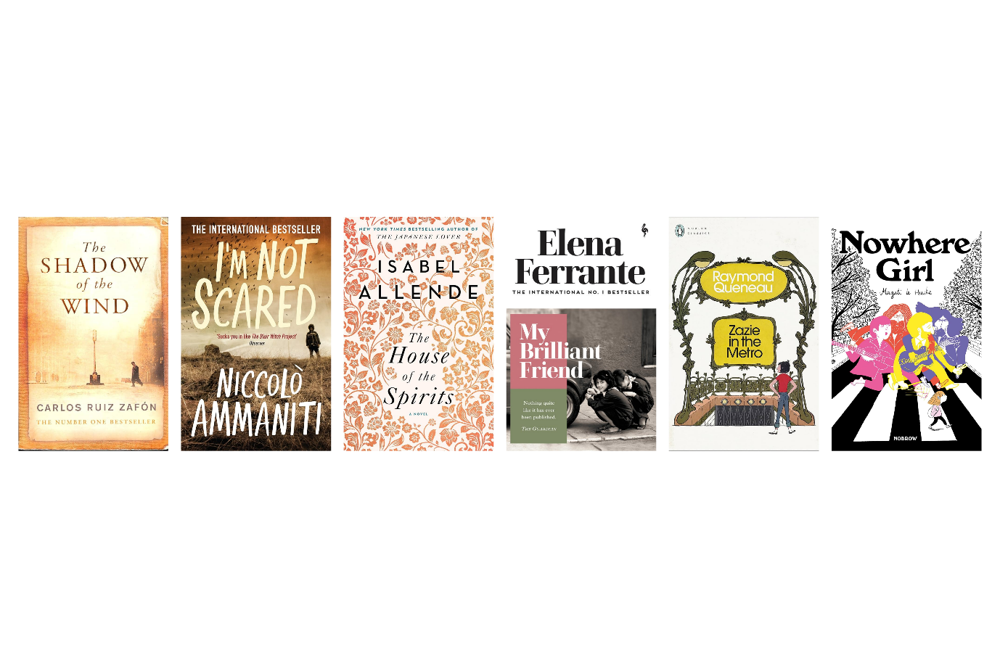 The
SHADOW
of the
WIND
CARLOS RUIZ ZAFÓN
THE NUMBER ONE BESTSELLER
THE INTERNATIONAL BESTSELLER
I'M NOT
SCARED
'Sucks you in like The Blair Witch Project'
Observer
NICCOLÒ
AMMANITI
NEW YORK TIMES BESTSELLING AUTHOR OF
THE JAPANESE LOVER
ISABEL
ALLENDE
The
House
of the
Spirits
A NOVEL
Elena
Ferrante
THE INTERNATIONAL NO. 1 BESTSELLER
My
Brilliant
Friend
Nothing quite
like it has ever
been published.
THE GUARDIAN
MODERN
CLASSICS
Raymond
Queneau
Zazie
in the
Metro
Nowhere
Girl
Magali le Huche
NOBROW